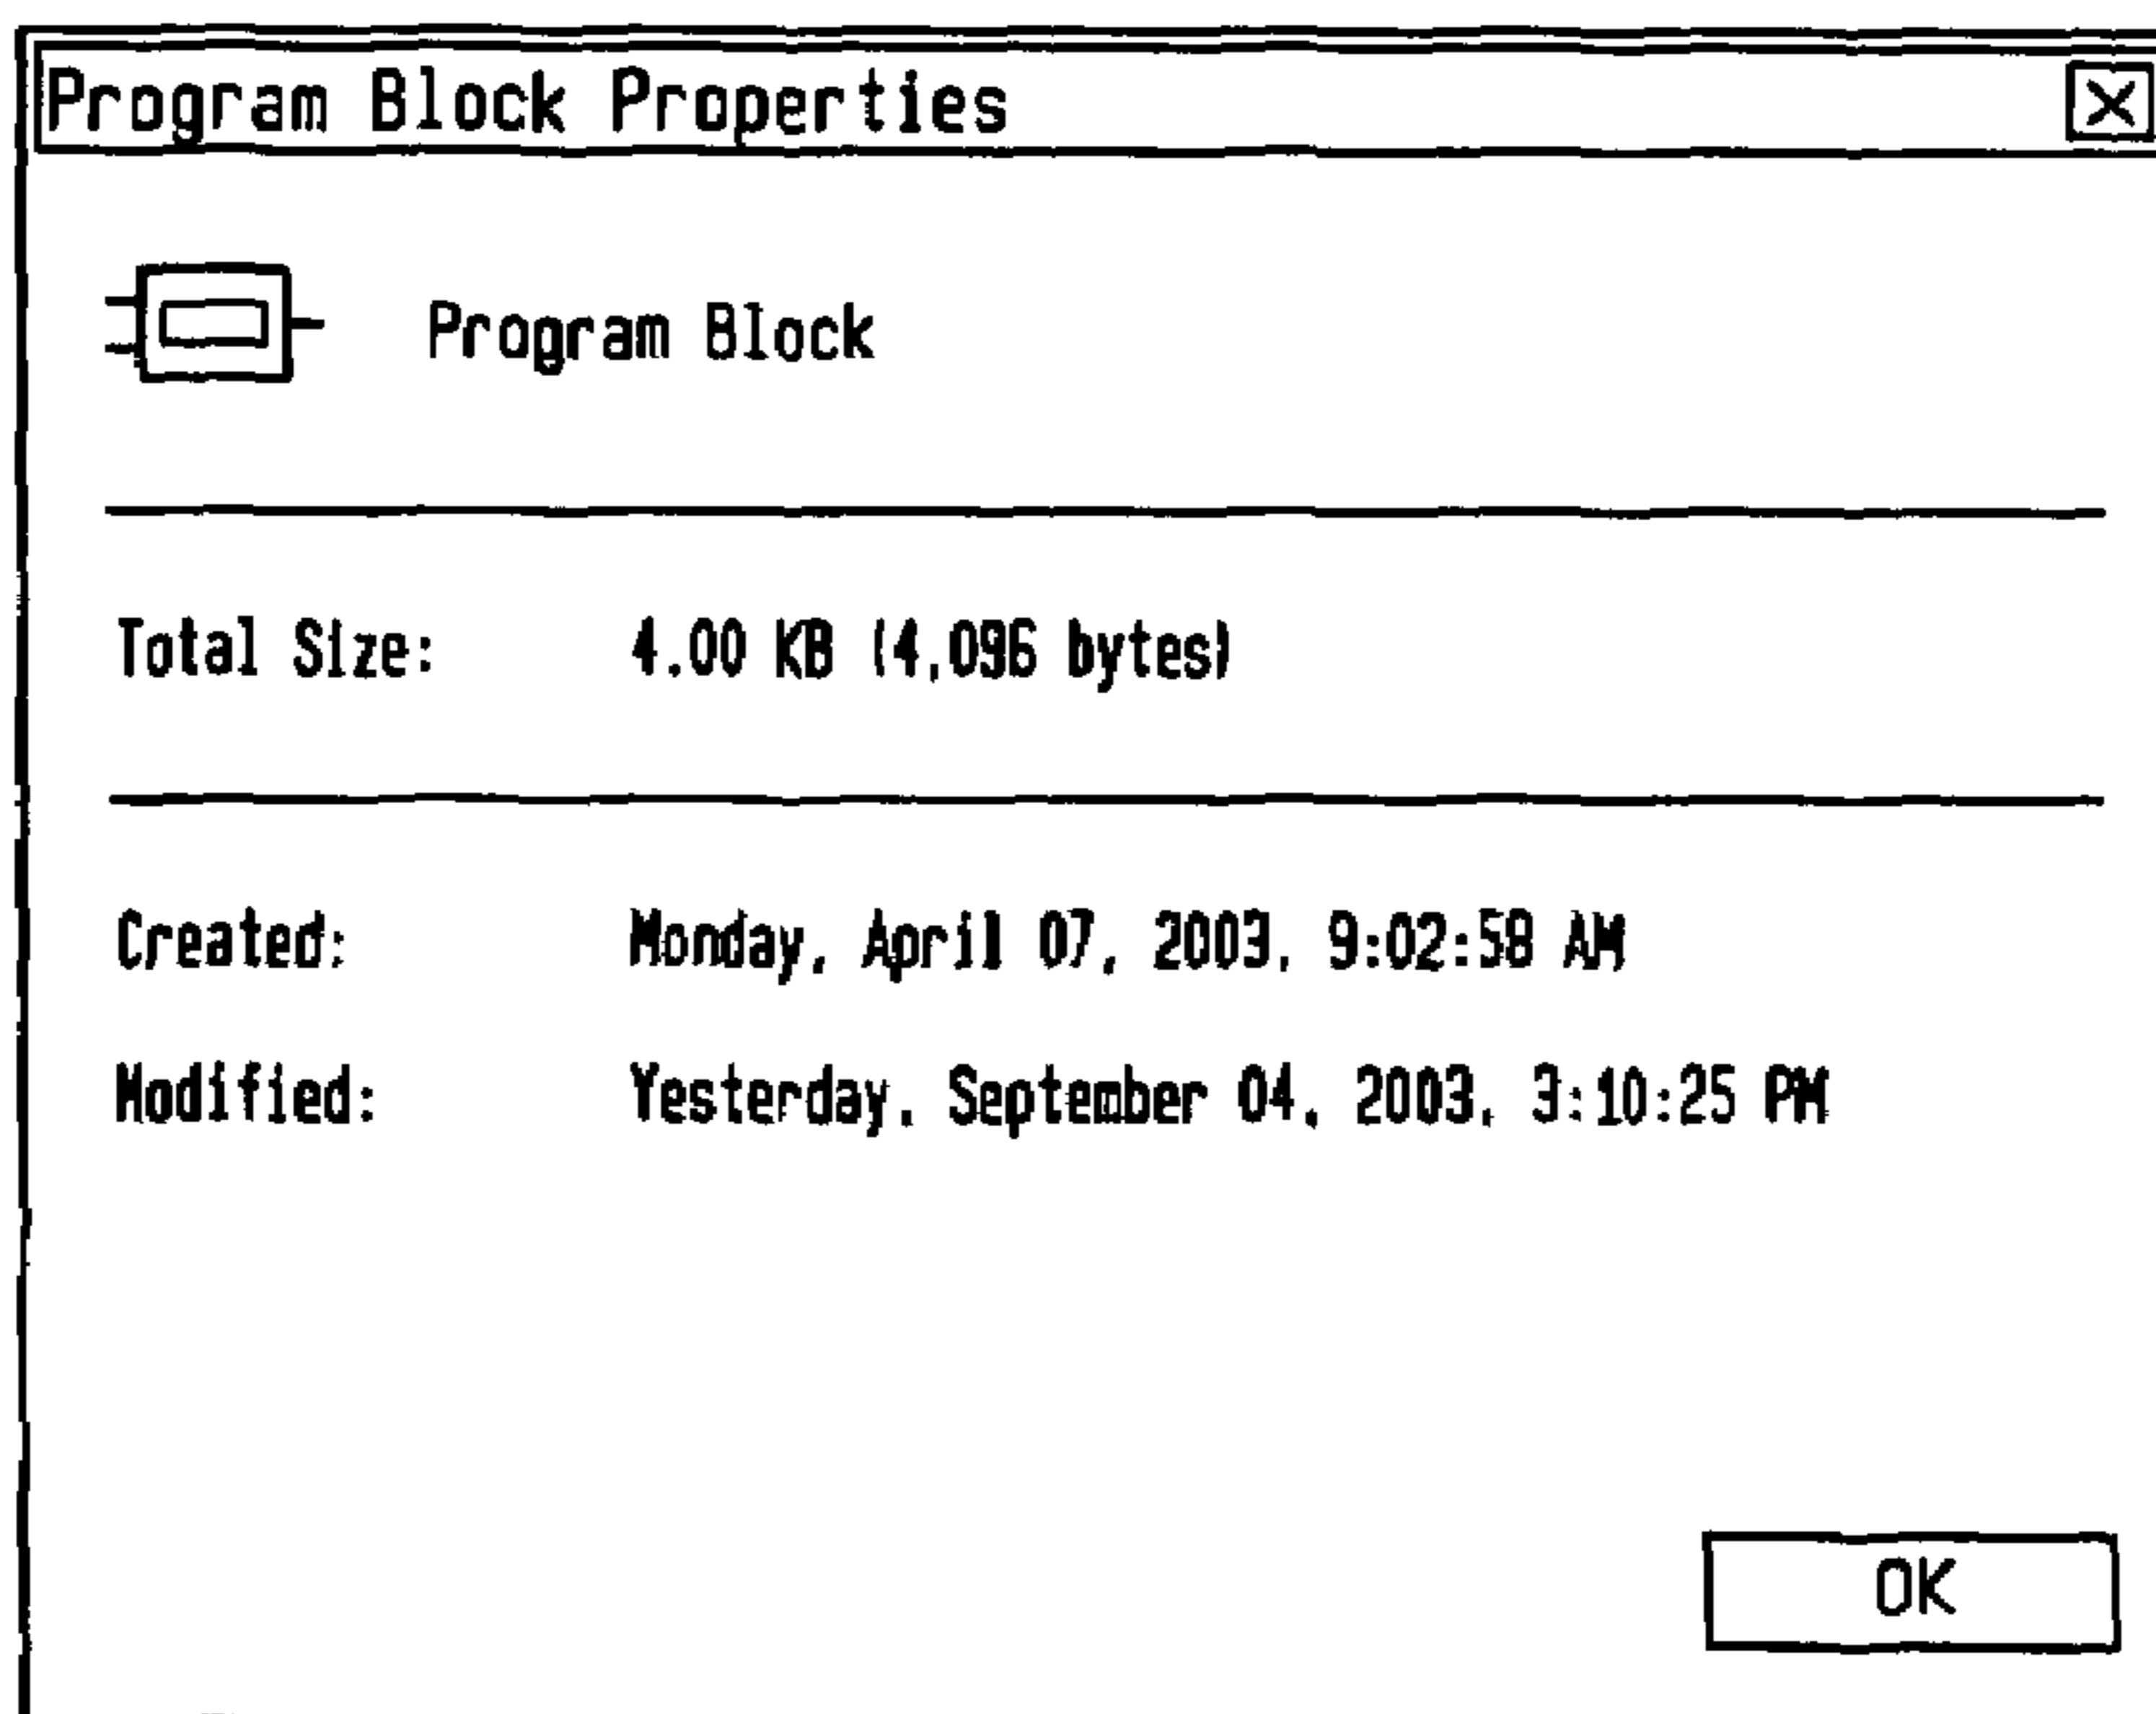 Program Block Properties
Program Block
Total Size: 4.00 KB (4,096 bytes)
Created: Monday, April 07, 2003, 9:02:58 AM
Modified: Yesterday, September 04, 2003, 3:10:25 PM
OK